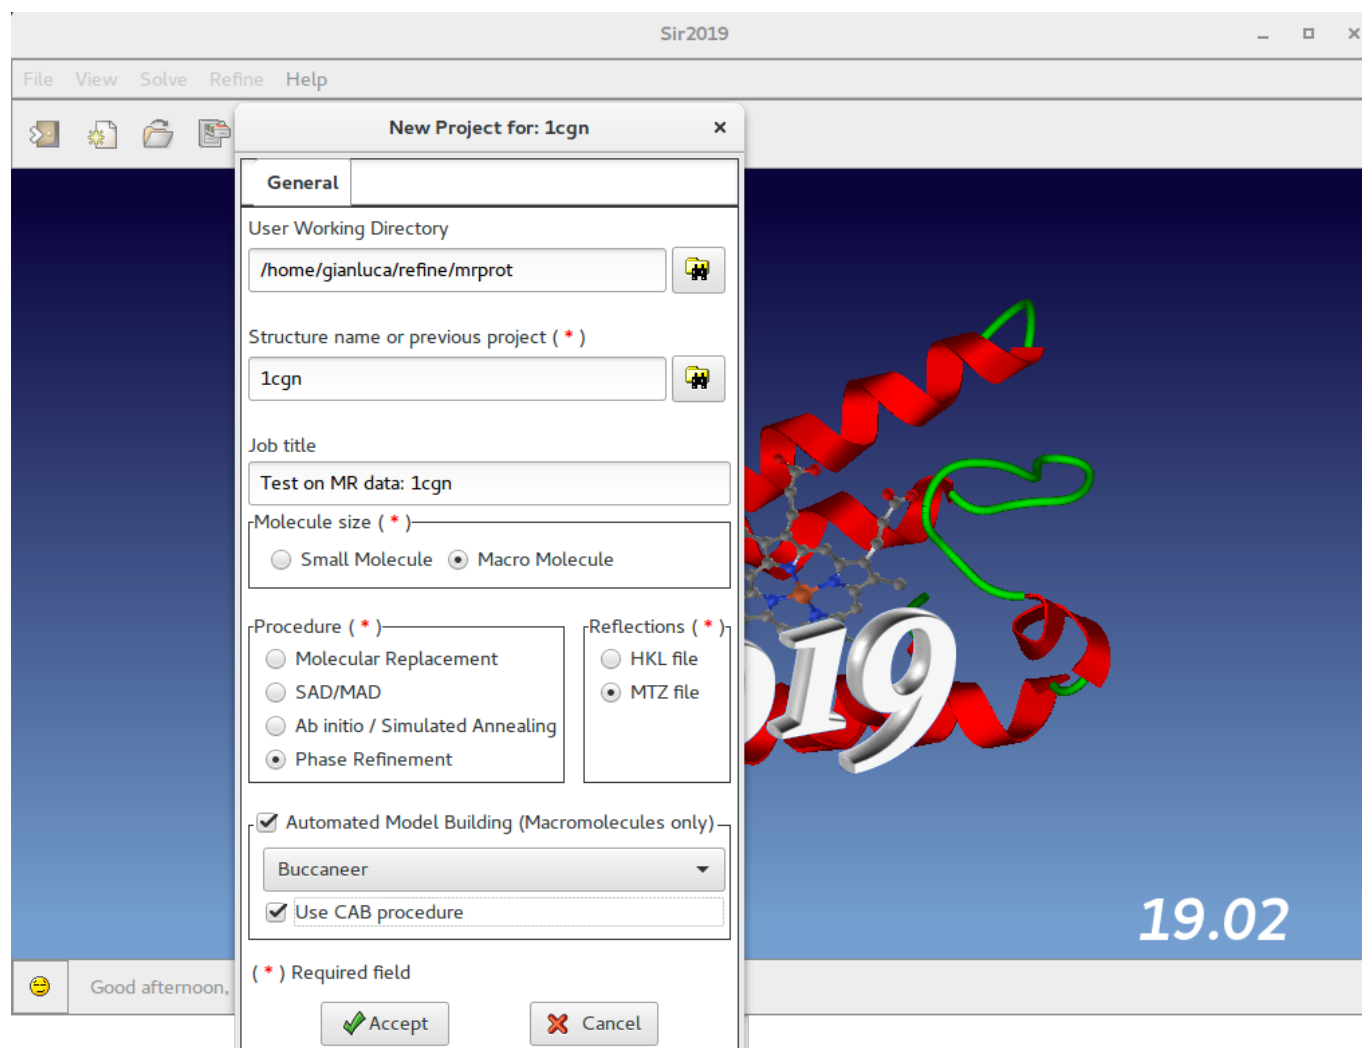 Sir2019
File View Solve Refine Help
New Project for: 1cgn
General
User Working Directory
/home/gianluca/refine/mrprot
Structure name or previous project ( * )
1cgn
Job title
Test on MR data: 1cgn
Molecule size ( * )
Small Molecule Macro Molecule
Procedure ( * ) Reflections ( * )
Molecular Replacement HKL file
SAD/MAD MTZ file
Ab initio / Simulated Annealing
Phase Refinement
Automated Model Building (Macromolecules only)
Buccaneer
Use CAB procedure
( * ) Required field
Accept Cancel
19
19.02
Good afternoon,